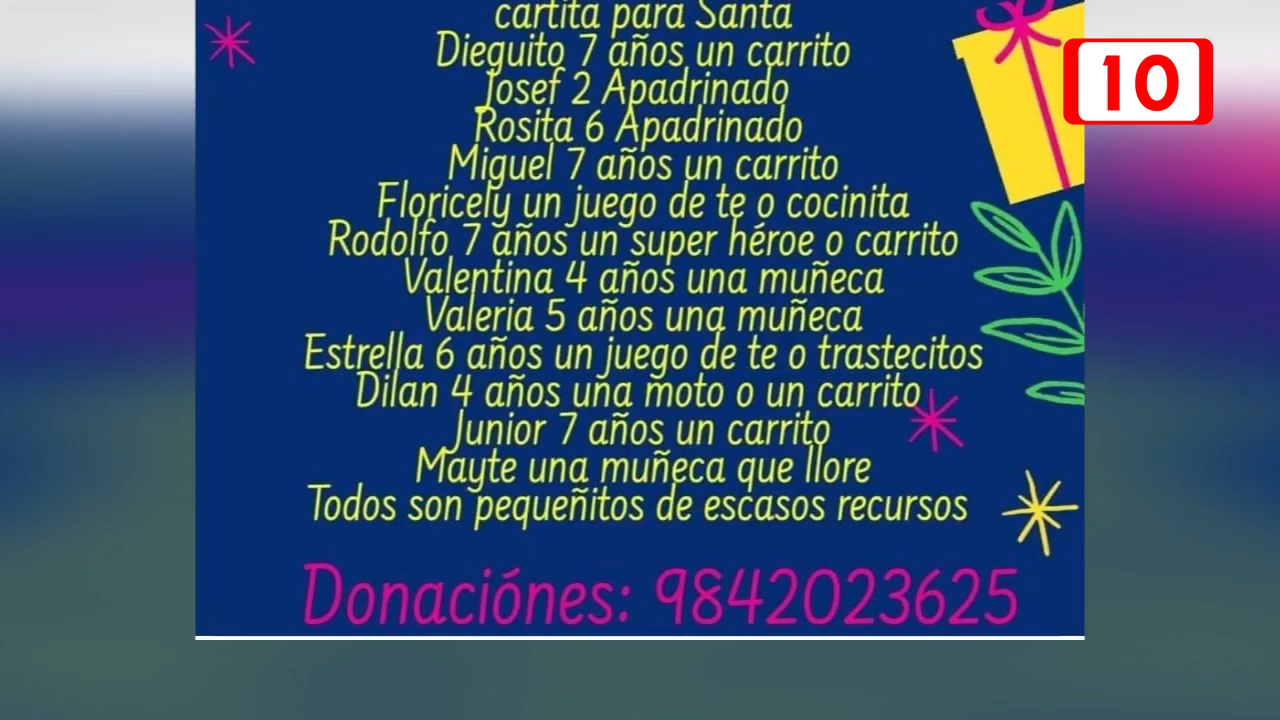 cartita para Santa
Dieguito 7 años un carrito
Josef 2 Apadrinado
Rosita 6 Apadrinado
Miguel 7 años un carrito
Floricely un juego de te o cocinita
Rodolfo 7 años un super héroe o carrito
Valentina 4 años una muñeca
Valeria 5 años una muñeca
Estrella 6 años un juego de te o trastecitos
Dilan 4 años una moto o un carrito
Junior 7 años un carrito
Mayte una muñeca que llore
Todos son pequeñitos de escasos recursos
Donaciónes: 9842023625
10